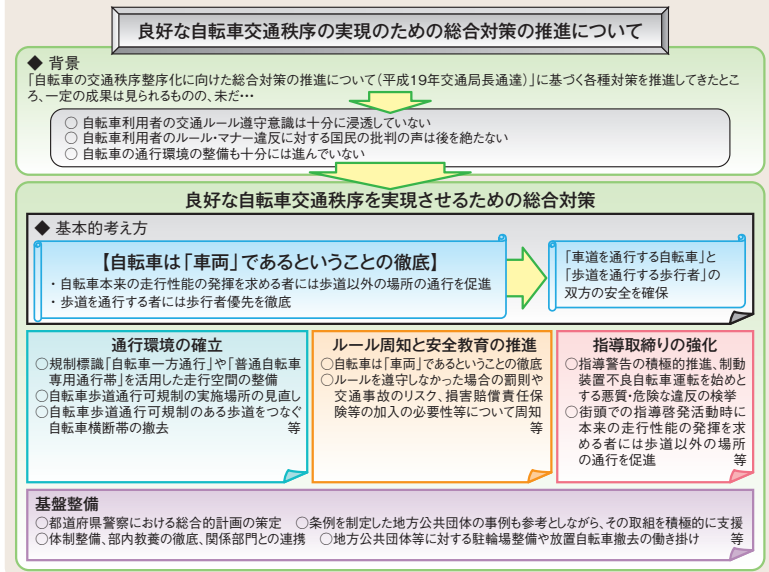 良好な自転車交通秩序の実現のための総合対策の推進について
◆ 背景
「自転車の交通秩序整序化に向けた総合対策の推進について(平成19年交通局長通達)」に基づく各種対策を推進してきたとこ
ろ、一定の成果は見られるものの、未だ…
○ 自転車利用者の交通ルール遵守意識は十分に浸透していない
○ 自転車利用者のルール・マナー違反に対する国民の批判の声は後を絶たない
○ 自転車の通行環境の整備も十分には進んでいない
良好な自転車交通秩序を実現させるための総合対策
◆ 基本的考え方
【自転車は「車両」であるということの徹底】
・自転車本来の走行性能の発揮を求める者には歩道以外の場所の通行を促進
・歩道を通行する者には歩行者優先を徹底
「車道を通行する自転車」と
「歩道を通行する歩行者」の
双方の安全を確保
通行環境の確立
○規制標識「自転車一方通行」や「普通自転車
専用通行帯」を活用した走行空間の整備
○自転車歩道通行可規制の実施場所の見直し
○自転車歩道通行可規制のある歩道をつなぐ
自転車横断帯の撤去 等
ルール周知と安全教育の推進
○自転車は「車両」であるということの徹底
○ルールを遵守しなかった場合の罰則や
交通事故のリスク、損害賠償責任保
険等の加入の必要性等について周知
等
指導取締りの強化
○指導警告の積極的推進、制動
装置不良自転車運転を始めと
する悪質・危険な違反の検挙
○街頭での指導啓発活動時に
本来の走行性能の発揮を求
める者には歩道以外の場所
の通行を促進 等
基盤整備
○都道府県警察における総合的計画の策定 ○条例を制定した地方公共団体の事例も参考としながら、その取組を積極的に支援
○体制整備、部内教養の徹底、関係部門との連携 ○地方公共団体等に対する駐輪場整備や放置自転車撤去の働き掛け 等